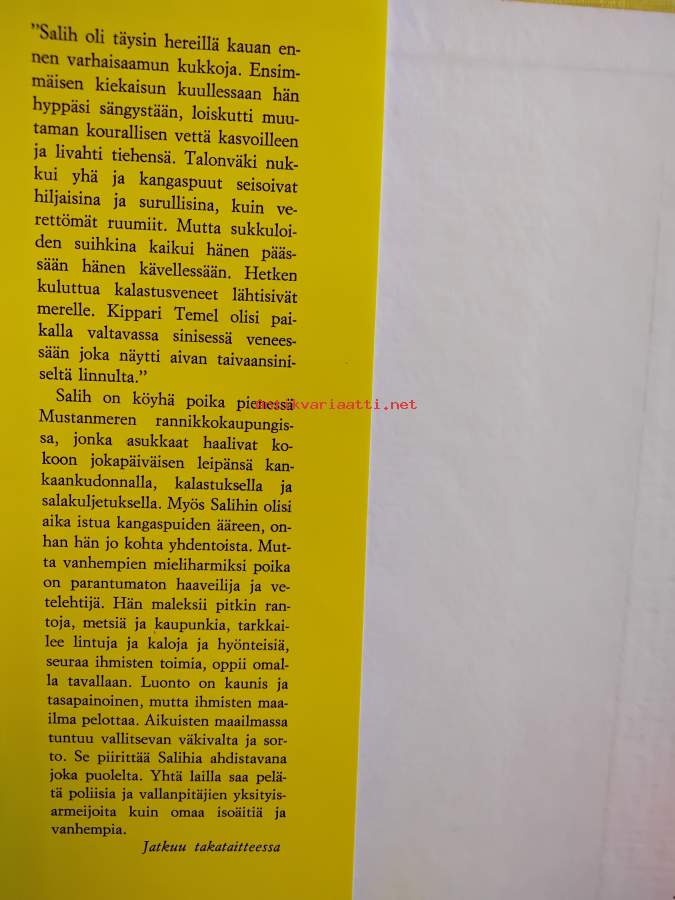 ”Salih oli täysin hereillä kauan en-
nen varhaisaamun kukkoja. Ensim-
mäisen kiekaisun kuullessaan hän
hyppäsi sängystään, loiskutti muu-
taman kourallisen vettä kasvoilleen
ja livahti tiehensä. Talonväki nuk-
kui yhä ja kangaspuut seisoivat
hiljaisina ja surullisina, kuin ve-
rettömät ruumiit. Mutta sukkuloi-
den suihkina kaikui hänen pääs-
sään hänen kävellessään. Hetken
kuluttua kalastusveneet lähtisivät
merelle. Kippari Temel olisi pai-
kalla valtavassa sinisessä venees-
sään joka näytti aivan taivaansini-
seltä linnulta.”
Salih on köyhä poika pienessä
antikvariaatti.net
Mustanmeren rannikkokaupungis-
sa, jonka asukkaat haalivat ko-
koon jokapäiväisen leipänsä kan-
kaankudonnalla, kalastuksella ja
salakuljetuksella. Myös Salihin olisi
aika istua kangaspuiden ääreen, on-
han hän jo kohta yhdentoista. Mut-
ta vanhempien mieliharmiksi poika
on parantumaton haaveilija ja ve-
telehtijä. Hän maleksii pitkin ran-
toja, metsiä ja kaupunkia, tarkkai-
lee lintuja ja kaloja ja hyönteisiä,
seuraa ihmisten toimia, oppii omal-
la tavallaan. Luonto on kaunis ja
tasapainoinen, mutta ihmisten maa-
ilma pelottaa. Aikuisten maailmassa
tuntuu vallitsevan väkivalta ja sor-
to. Se piirittää Salihia ahdistavana
joka puolelta. Yhtä lailla saa pelä-
tä poliisia ja vallanpitäjien yksityis-
armeijoita kuin omaa isoäitiä ja
vanhempia.
Jatkuu takataitteessa